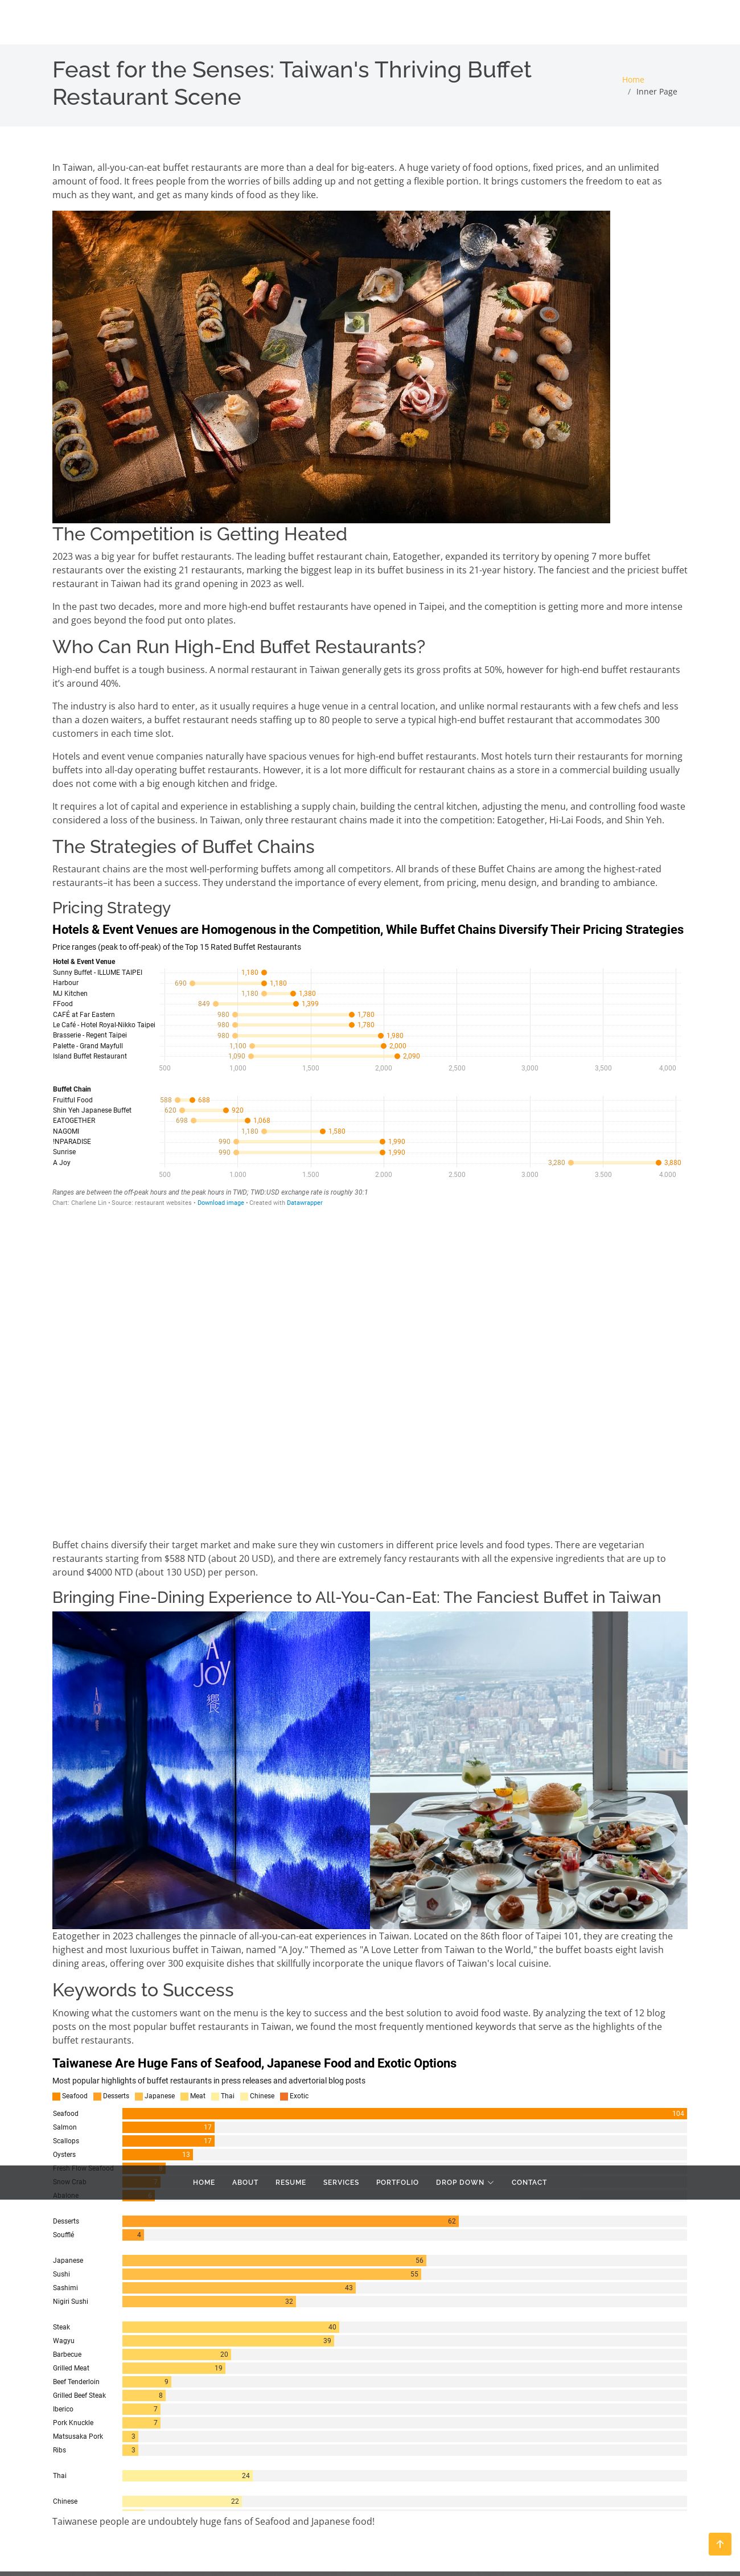 Feast for the Senses: Taiwan's Thriving Buffet
Restaurant Scene
Home
/ Inner Page
In Taiwan, all-you-can-eat buffet restaurants are more than a deal for big-eaters. A huge variety of food options, fixed prices, and an unlimited
amount of food. It frees people from the worries of bills adding up and not getting a flexible portion. It brings customers the freedom to eat as
much as they want, and get as many kinds of food as they like.
The Competition is Getting Heated
2023 was a big year for buffet restaurants. The leading buffet restaurant chain, Eatogether, expanded its territory by opening 7 more buffet
restaurants over the existing 21 restaurants, marking the biggest leap in its buffet business in its 21-year history. The fanciest and the priciest buffet
restaurant in Taiwan had its grand opening in 2023 as well.
In the past two decades, more and more high-end buffet restaurants have opened in Taipei, and the competition is getting more and more intense
and goes beyond the food put onto plates.
Who Can Run High-End Buffet Restaurants?
High-end buffet is a tough business. A normal restaurant in Taiwan generally gets its gross profits at 50%, however for high-end buffet restaurants
it's around 40%.
The industry is also hard to enter, as it usually requires a huge venue in a central location, and unlike normal restaurants with a few chefs and less
than a dozen waiters, a buffet restaurant needs staffing up to 80 people to serve a typical high-end buffet restaurant that accommodates 300
customers in each time slot.
Hotels and event venue companies naturally have spacious venues for high-end buffet restaurants. Most hotels turn their restaurants for morning
buffets into all-day operating buffet restaurants. However, it is a lot more difficult for restaurant chains as a store in a commercial building usually
does not come with a big enough kitchen and fridge.
It requires a lot of capital and experience in establishing a supply chain, building the central kitchen, adjusting the menu, and controlling food waste
considered a loss of the business. In Taiwan, only three restaurant chains made it into the competition: Eatogether, Hi-Lai Foods, and Shin Yeh.
The Strategies of Buffet Chains
Restaurant chains are the most well-performing buffets among all competitors. All brands of these Buffet Chains are among the highest-rated
restaurants–it has been a success. They understand the importance of every element, from pricing, menu design, and branding to ambiance.
Pricing Strategy
Hotels & Event Venues are Homogenous in the Competition, While Buffet Chains Diversify Their Pricing Strategies
Price ranges (peak to off-peak) of the Top 15 Rated Buffet Restaurants
Hotel & Event Venue
Sunny Buffet - ILLUME TAIPEI 1,180
Harbour 690 1,180
MJ Kitchen 1,180 1,380
FFood 849 1,399
CAFÉ at Far Eastern 980 1,780
Le Café - Hotel Royal-Nikko Taipei 980 1,780
Brasserie - Regent Taipei 980 1,980
Palette - Grand Mayfull 1,100 2,000
Island Buffet Restaurant 1,090 2,090
500 1,000 1,500 2,000 2,500 3,000 3,500 4,000
Buffet Chain
Fruitful Food 588 688
Shin Yeh Japanese Buffet 620 920
EATOGETHER 698 1,068
NAGOMI 1,180 1,580
!NPARADISE 990 1,990
Sunrise 990 1,990
A Joy 3,280 3,880
500 1,000 1,500 2,000 2,500 3,000 3,500 4,000
Ranges are between the off-peak hours and the peak hours in TWD; TWD:USD exchange rate is roughly 30:1
Chart: Charlene Lin • Source: restaurant websites • Download image • Created with Datawrapper
Buffet chains diversify their target market and make sure they win customers in different price levels and food types. There are vegetarian
restaurants starting from $588 NTD (about 20 USD), and there are extremely fancy restaurants with all the expensive ingredients that are up to
around $4000 NTD (about 130 USD) per person.
Bringing Fine-Dining Experience to All-You-Can-Eat: The Fanciest Buffet in Taiwan
A
JOY
饗
Eatogether in 2023 challenges the pinnacle of all-you-can-eat experiences in Taiwan. Located on the 86th floor of Taipei 101, they are creating the
highest and most luxurious buffet in Taiwan, named "A Joy." Themed as "A Love Letter from Taiwan to the World," the buffet boasts eight lavish
dining areas, offering over 300 exquisite dishes that skillfully incorporate the unique flavors of Taiwan's local cuisine.
Keywords to Success
Knowing what the customers want on the menu is the key to success and the best solution to avoid food waste. By analyzing the text of 12 blog
posts on the most popular buffet restaurants in Taiwan, we found the most frequently mentioned keywords that serve as the highlights of the
buffet restaurants.
Taiwanese Are Huge Fans of Seafood, Japanese Food and Exotic Options
Most popular highlights of buffet restaurants in press releases and advertorial blog posts
Seafood Desserts Japanese Meat Thai Chinese Exotic
Seafood 104
Salmon 17
Scallops 17
Oysters 13
Fresh Flow Seafood
HOME ABOUT RESUME SERVICES PORTFOLIO DROP DOWN CONTACT
Snow Crab
Abalone
Desserts 62
Soufflé 4
Japanese 56
Sushi 55
Sashimi 43
Nigiri Sushi 32
Steak 40
Wagyu 39
Barbecue 20
Grilled Meat 19
Beef Tenderloin 9
Grilled Beef Steak 8
Iberico 7
Pork Knuckle 7
Matsusaka Pork 3
Ribs 3
Thai 24
Chinese 22
Taiwanese people are undoubtely huge fans of Seafood and Japanese food!